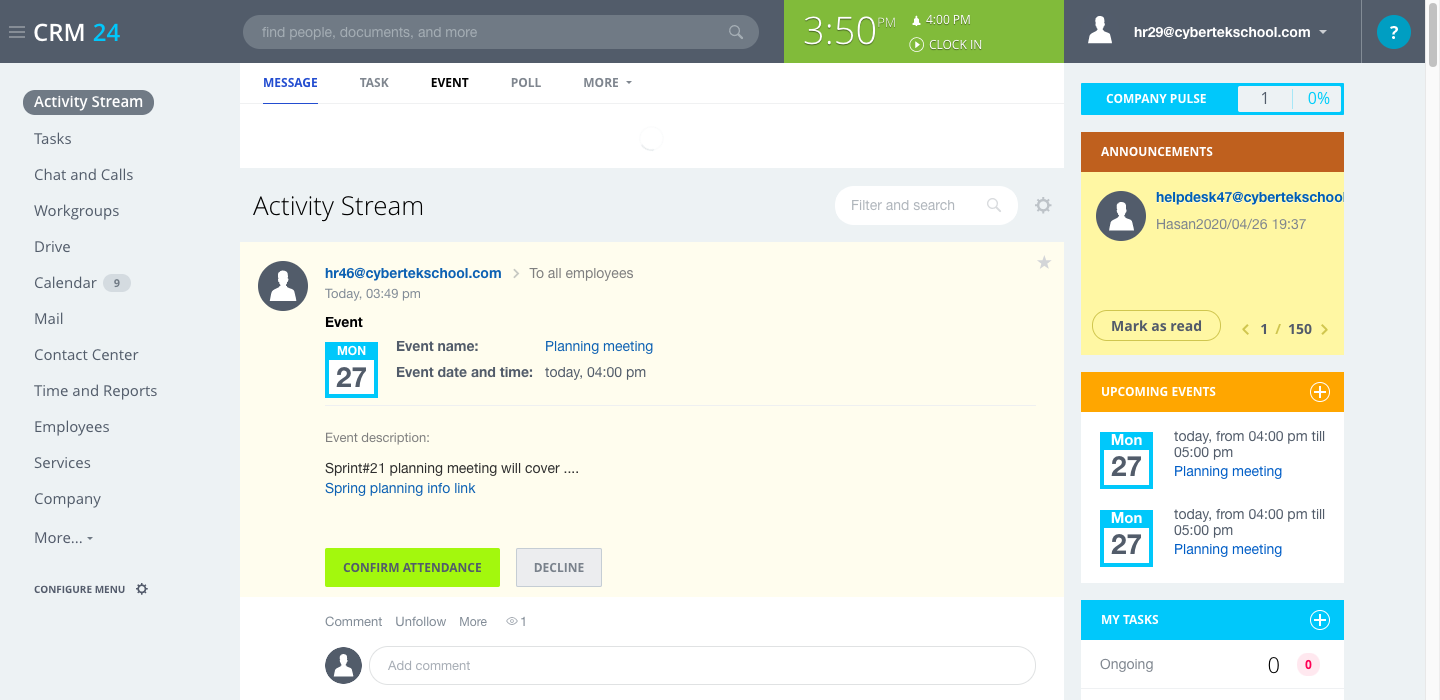 CRM 24
find people, documents, and more
3:50 PM
4:00 PM
CLOCK IN
hr29@cybertekschool.com
?
Activity Stream
Tasks
Chat and Calls
Workgroups
Drive
Calendar 9
Mail
Contact Center
Time and Reports
Employees
Services
Company
More...
CONFIGURE MENU
MESSAGE TASK EVENT POLL MORE
Activity Stream
Filter and search
hr46@cybertekschool.com > To all employees
Today, 03:49 pm
Event
MON
27
Event name: Planning meeting
Event date and time: today, 04:00 pm
Event description:
Sprint#21 planning meeting will cover ....
Spring planning info link
CONFIRM ATTENDANCE DECLINE
Comment Unfollow More 1
Add comment
COMPANY PULSE 1 0%
ANNOUNCEMENTS
helpdesk47@cybertekschool
Hasan2020/04/26 19:37
Mark as read 1 / 150
UPCOMING EVENTS
Mon
27
today, from 04:00 pm till
05:00 pm
Planning meeting
Mon
27
today, from 04:00 pm till
05:00 pm
Planning meeting
MY TASKS
Ongoing 0 0